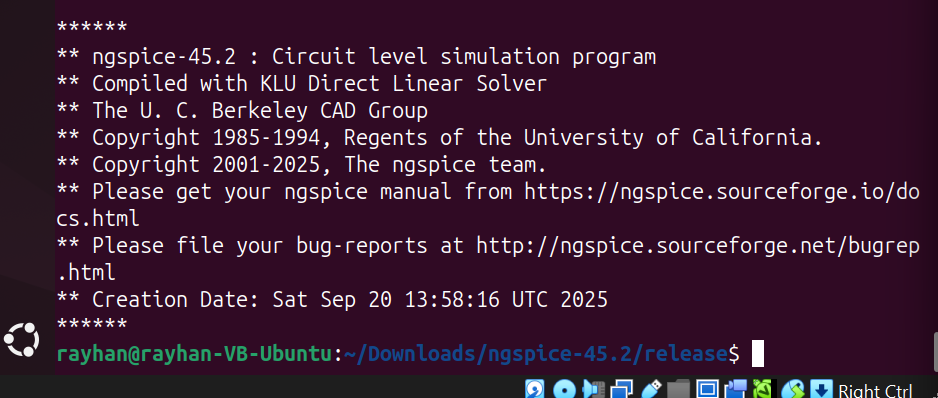 ******
** ngspice-45.2 : Circuit level simulation program
** Compiled with KLU Direct Linear Solver
** The U. C. Berkeley CAD Group
** Copyright 1985-1994, Regents of the University of California.
** Copyright 2001-2025, The ngspice team.
** Please get your ngspice manual from https://ngspice.sourceforge.io/do
cs.html
** Please file your bug-reports at http://ngspice.sourceforge.net/bugrep
.html
** Creation Date: Sat Sep 20 13:58:16 UTC 2025
******
rayhan@rayhan-VB-Ubuntu:~/Downloads/ngspice-45.2/release$
Right Ctrl